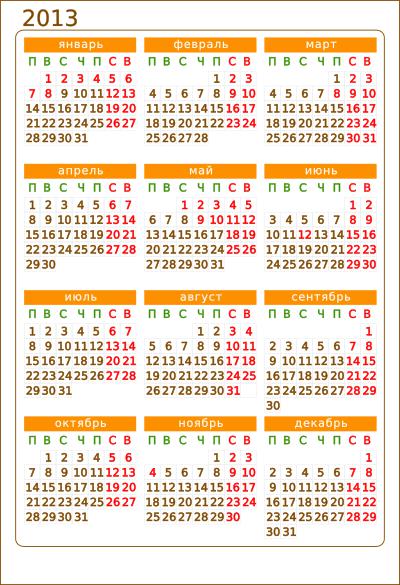 2013
январь февраль март
П В С Ч П С В П В С Ч П С В П В С Ч П С В
1 2 3 4 5 6 1 2 3 1 2 3
7 8 9 10 11 12 13 4 5 6 7 8 9 10 4 5 6 7 8 9 10
14 15 16 17 18 19 20 11 12 13 14 15 16 17 11 12 13 14 15 16 17
21 22 23 24 25 26 27 18 19 20 21 22 23 24 18 19 20 21 22 23 24
28 29 30 31 25 26 27 28 25 26 27 28 29 30 31
апрель май июнь
П В С Ч П С В П В С Ч П С В П В С Ч П С В
1 2 3 4 5 6 7 1 2 3 4 5 1 2
8 9 10 11 12 13 14 6 7 8 9 10 11 12 3 4 5 6 7 8 9
15 16 17 18 19 20 21 13 14 15 16 17 18 19 10 11 12 13 14 15 16
22 23 24 25 26 27 28 20 21 22 23 24 25 26 17 18 19 20 21 22 23
29 30 27 28 29 30 31 24 25 26 27 28 29 30
июль август сентябрь
П В С Ч П С В П В С Ч П С В П В С Ч П С В
1 2 3 4 5 6 7 1 2 3 4 1
8 9 10 11 12 13 14 5 6 7 8 9 10 11 2 3 4 5 6 7 8
15 16 17 18 19 20 21 12 13 14 15 16 17 18 9 10 11 12 13 14 15
22 23 24 25 26 27 28 19 20 21 22 23 24 25 16 17 18 19 20 21 22
29 30 31 26 27 28 29 30 31 23 24 25 26 27 28 29
30
октябрь ноябрь декабрь
П В С Ч П С В П В С Ч П С В П В С Ч П С В
1 2 3 4 5 6 1 2 3 1
7 8 9 10 11 12 13 4 5 6 7 8 9 10 2 3 4 5 6 7 8
14 15 16 17 18 19 20 11 12 13 14 15 16 17 9 10 11 12 13 14 15
21 22 23 24 25 26 27 18 19 20 21 22 23 24 16 17 18 19 20 21 22
28 29 30 31 25 26 27 28 29 30 23 24 25 26 27 28 29
30 31